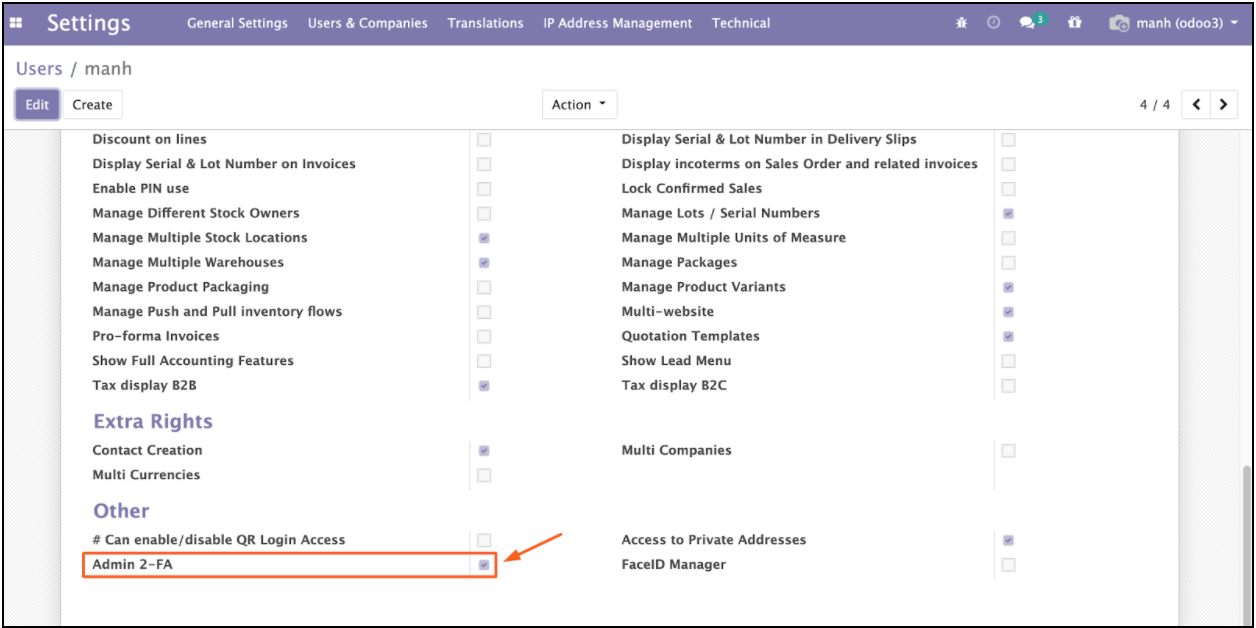 Settings General Settings Users & Companies Translations IP Address Management Technical 3 manh (odoo3)
Users / manh
Edit Create Action 4 / 4
Discount on lines Display Serial & Lot Number in Delivery Slips
Display Serial & Lot Number on Invoices Display incoterms on Sales Order and related invoices
Enable PIN use Lock Confirmed Sales
Manage Different Stock Owners Manage Lots / Serial Numbers
Manage Multiple Stock Locations Manage Multiple Units of Measure
Manage Multiple Warehouses Manage Packages
Manage Product Packaging Manage Product Variants
Manage Push and Pull inventory flows Multi-website
Pro-forma Invoices Quotation Templates
Show Full Accounting Features Show Lead Menu
Tax display B2B Tax display B2C
Extra Rights
Contact Creation Multi Companies
Multi Currencies
Other
# Can enable/disable QR Login Access Access to Private Addresses
Admin 2-FA FaceID Manager